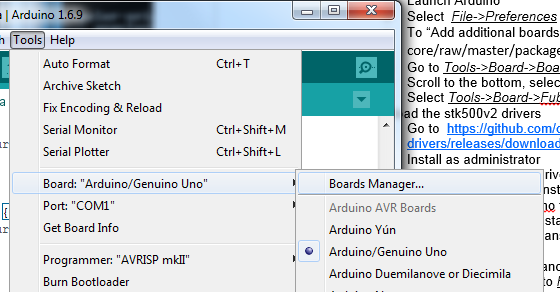 | Arduino 1.6.9
Tools Help
Auto Format Ctrl+T
Archive Sketch
Fix Encoding & Reload
Serial Monitor Ctrl+Shift+M
Serial Plotter Ctrl+Shift+L
Board: "Arduino/Genuino Uno"
Port: "COM1"
Get Board Info
Programmer: "AVRISP mkII"
Burn Bootloader
Boards Manager...
Arduino AVR Boards
Arduino Yún
Arduino/Genuino Uno
Arduino Duemilanove or Diecimila
Launch Arduino
Select File->Preferences
To “Add additional boards
core/raw/master/package
Go to Tools->Board->Boa
Scroll to the bottom, selec
Select Tools->Board->Fub
ad the stk500v2 drivers
Go to https://github.com/c
drivers/releases/download
Install as administrator